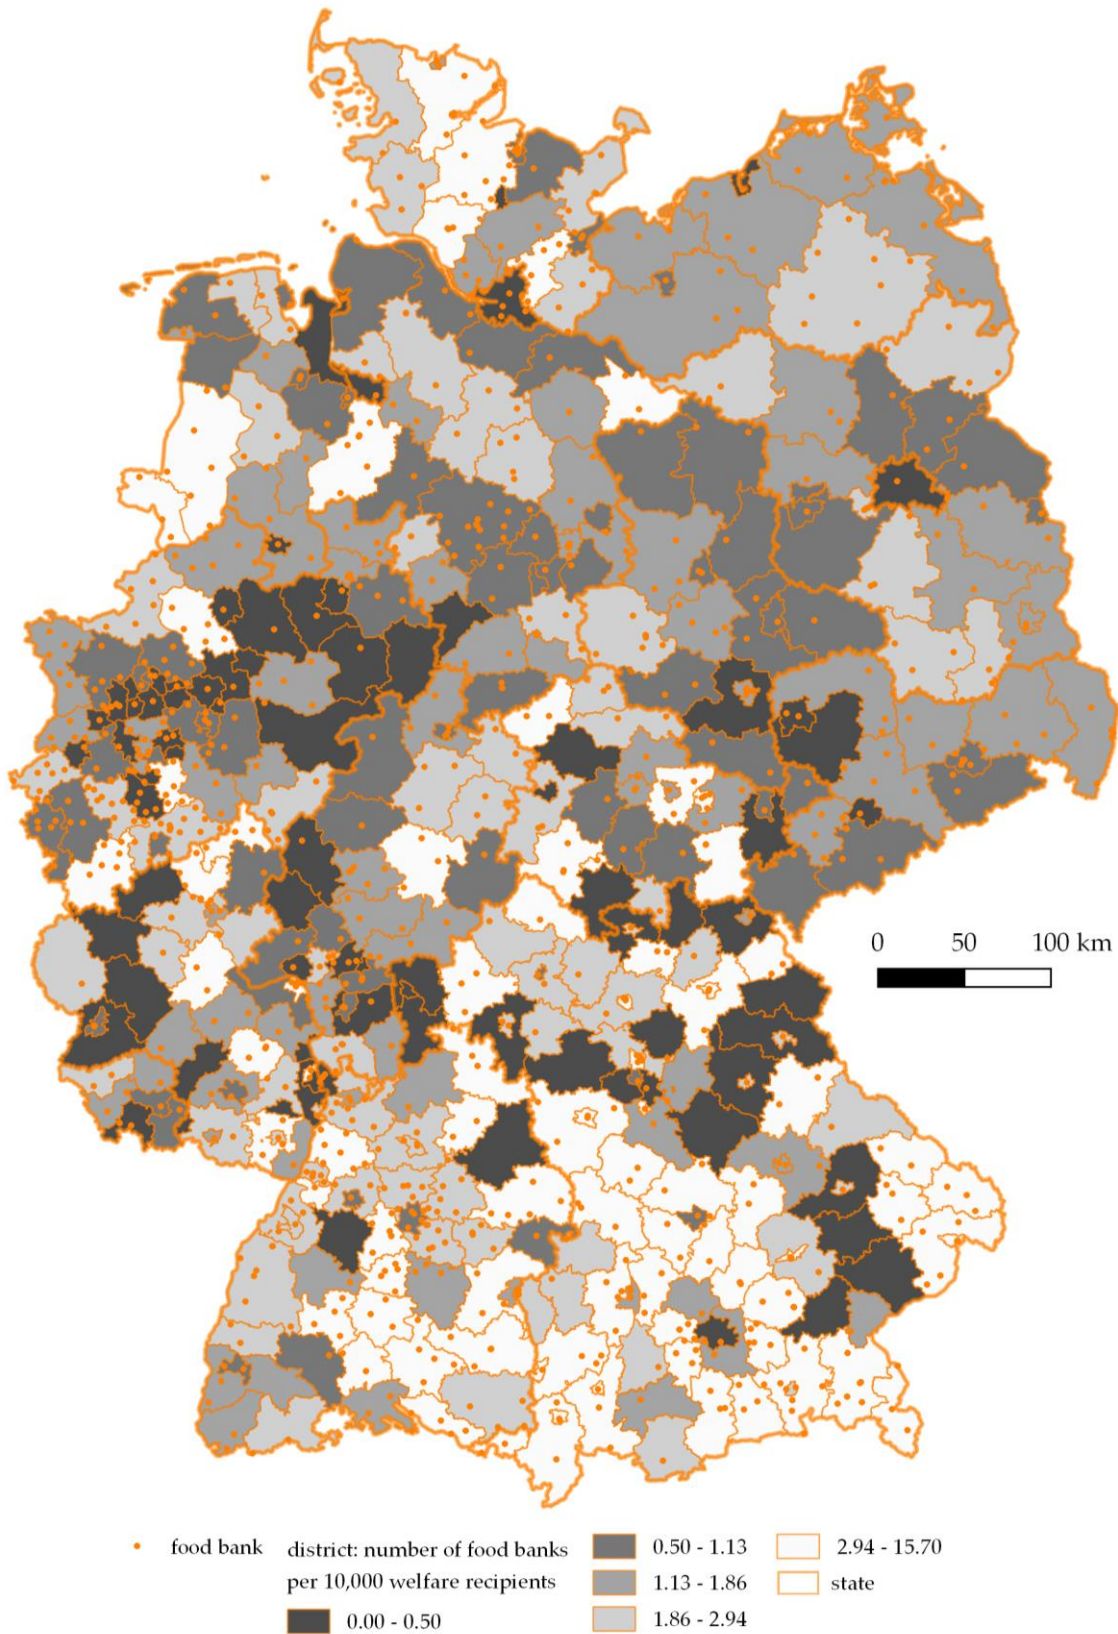 0 50 100 km
food bank
district: number of food banks
per 10,000 welfare recipients
0.00 - 0.50
0.50 - 1.13
1.13 - 1.86
1.86 - 2.94
2.94 - 15.70
state